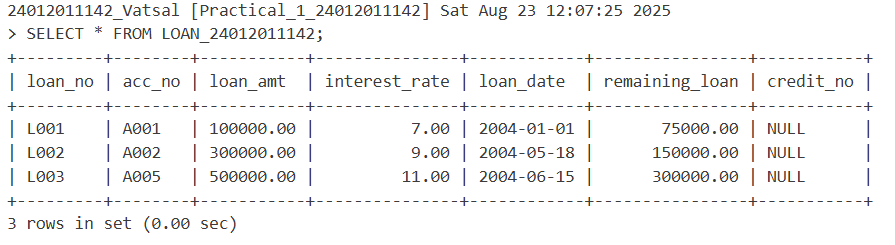 24012011142_Vatsal [Practical_1_24012011142] Sat Aug 23 12:07:25 2025
> SELECT * FROM LOAN_24012011142;
+---------+--------+-----------+---------------+------------+----------------+-----------+
| loan_no | acc_no | loan_amt  | interest_rate | loan_date  | remaining_loan | credit_no |
+---------+--------+-----------+---------------+------------+----------------+-----------+
| L001    | A001   | 100000.00 |          7.00 | 2004-01-01 |       75000.00 | NULL      |
| L002    | A002   | 300000.00 |          9.00 | 2004-05-18 |      150000.00 | NULL      |
| L003    | A005   | 500000.00 |         11.00 | 2004-06-15 |      300000.00 | NULL      |
+---------+--------+-----------+---------------+------------+----------------+-----------+
3 rows in set (0.00 sec)